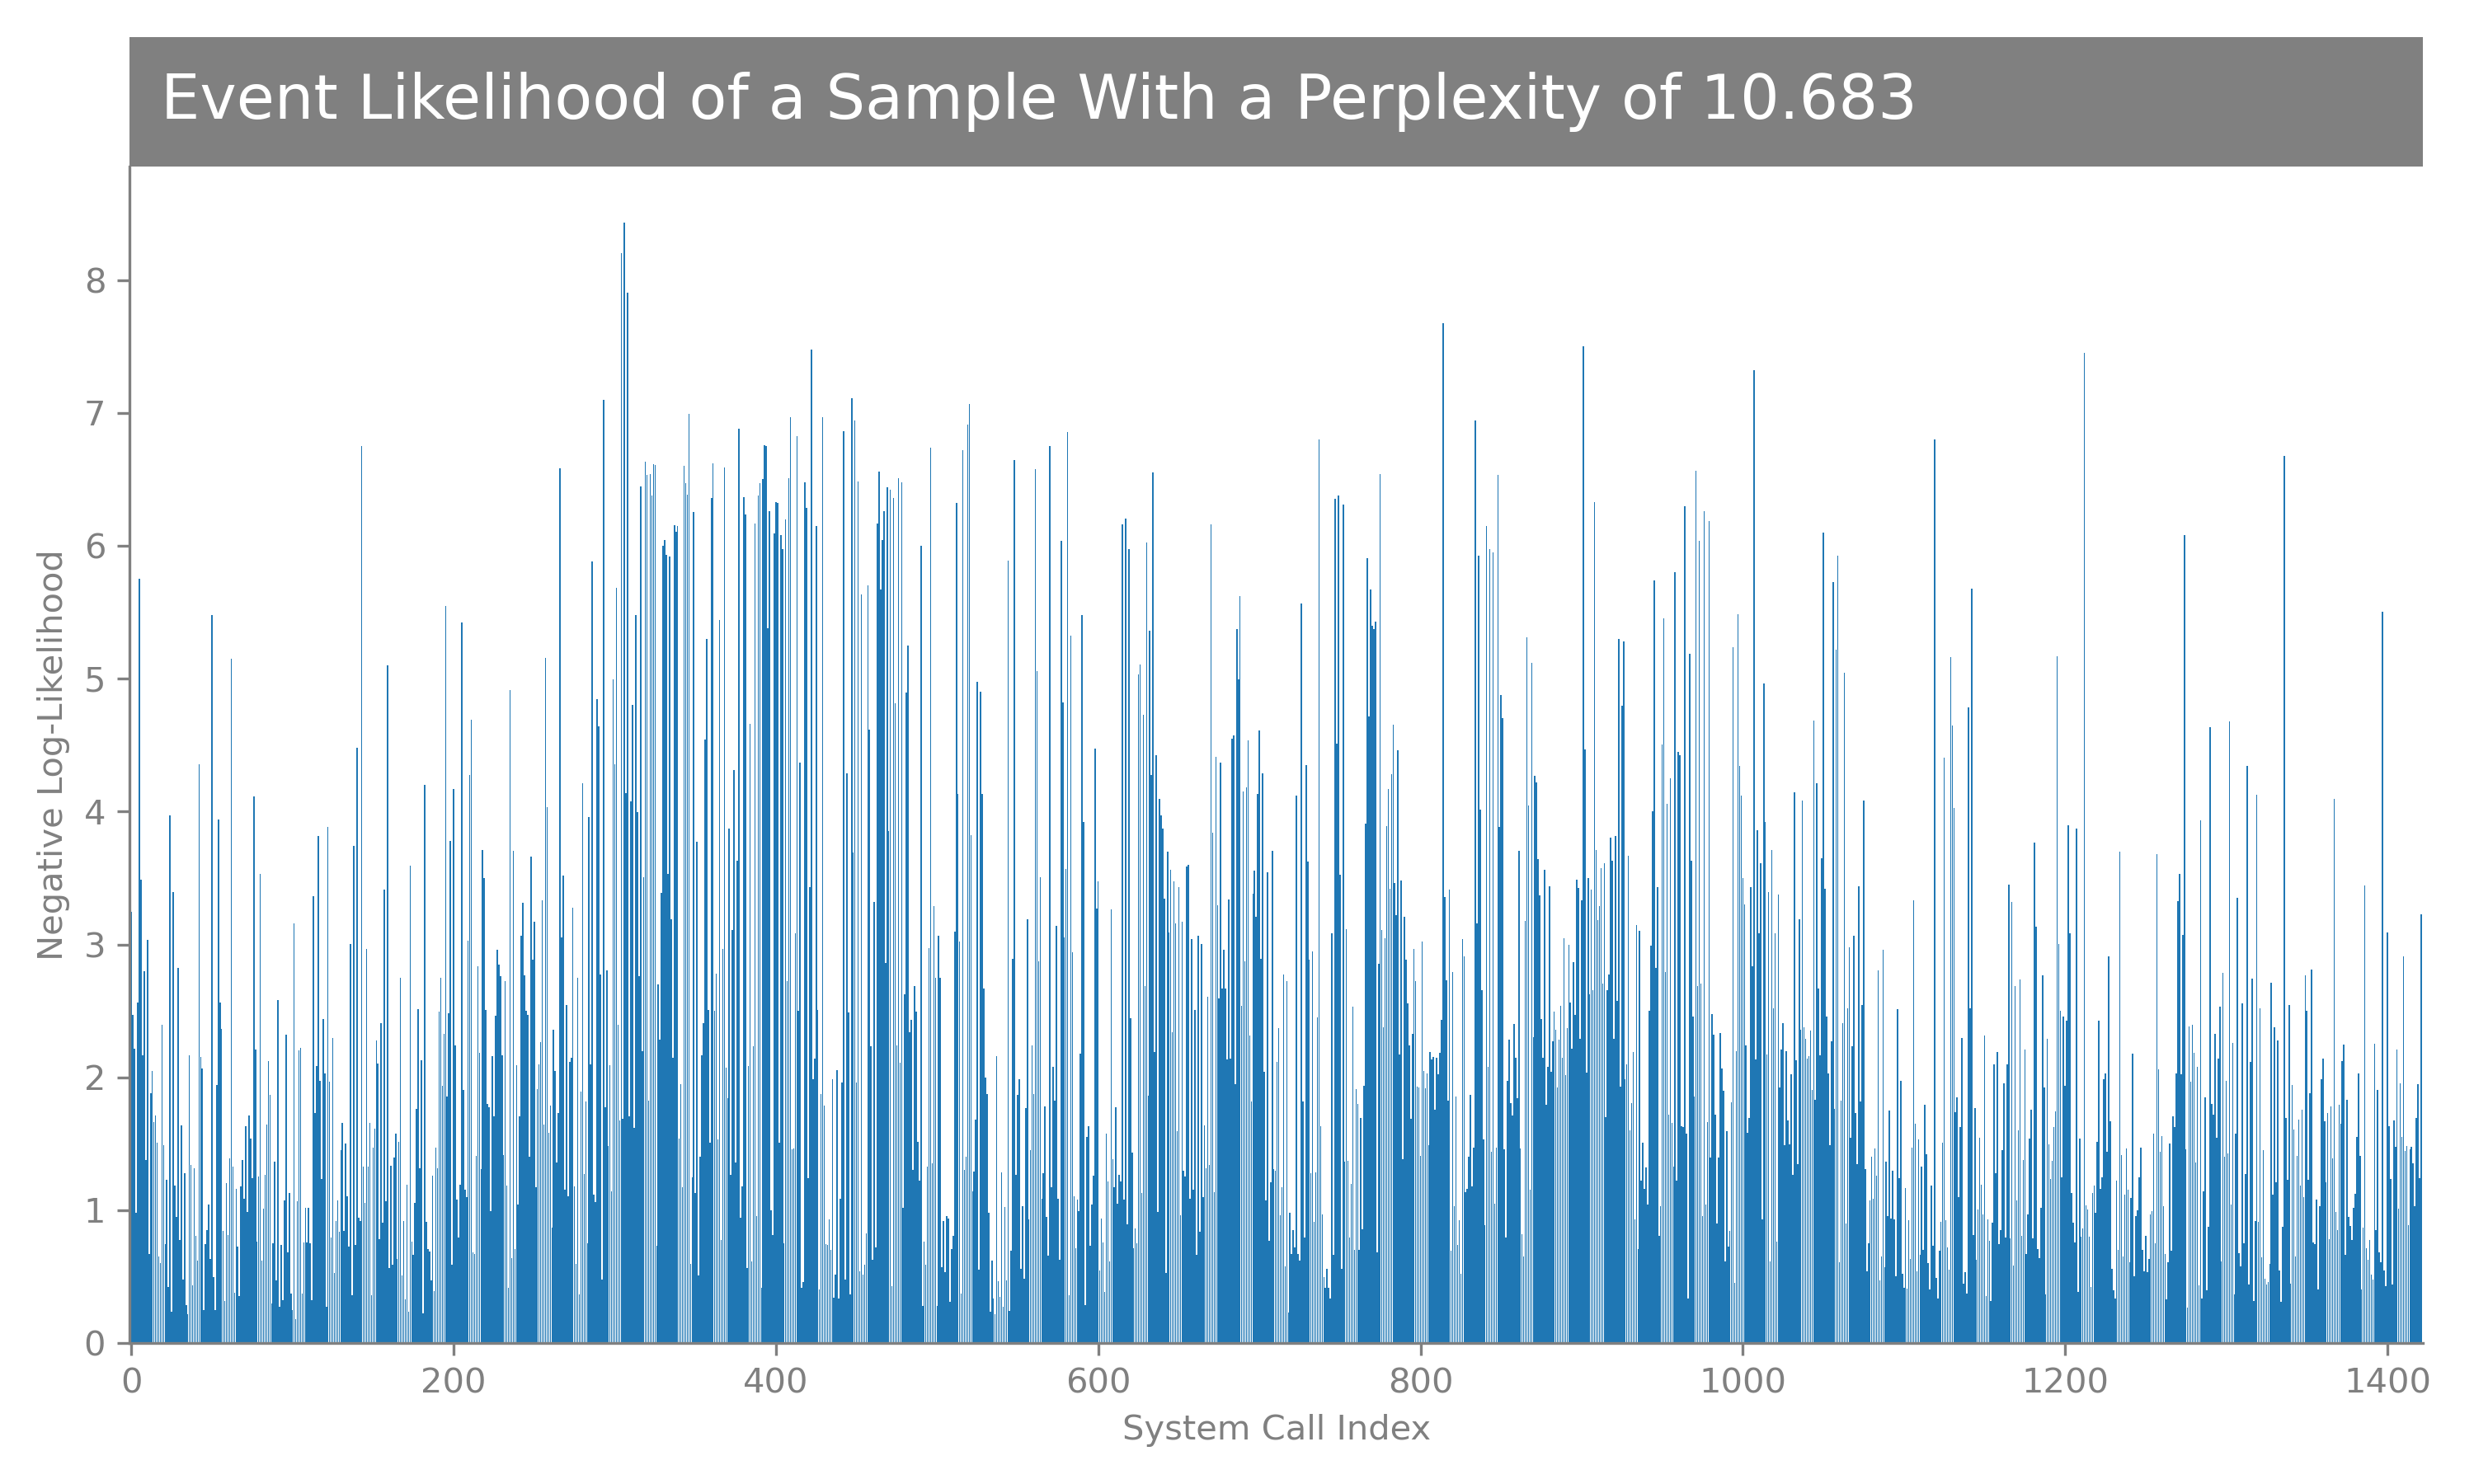 Event Likelihood of a Sample With a Perplexity of 10.683
8
7
6
5
4
3
2
1
0
Negative Log-Likelihood
0 200 400 600 800 1000 1200 1400
System Call Index